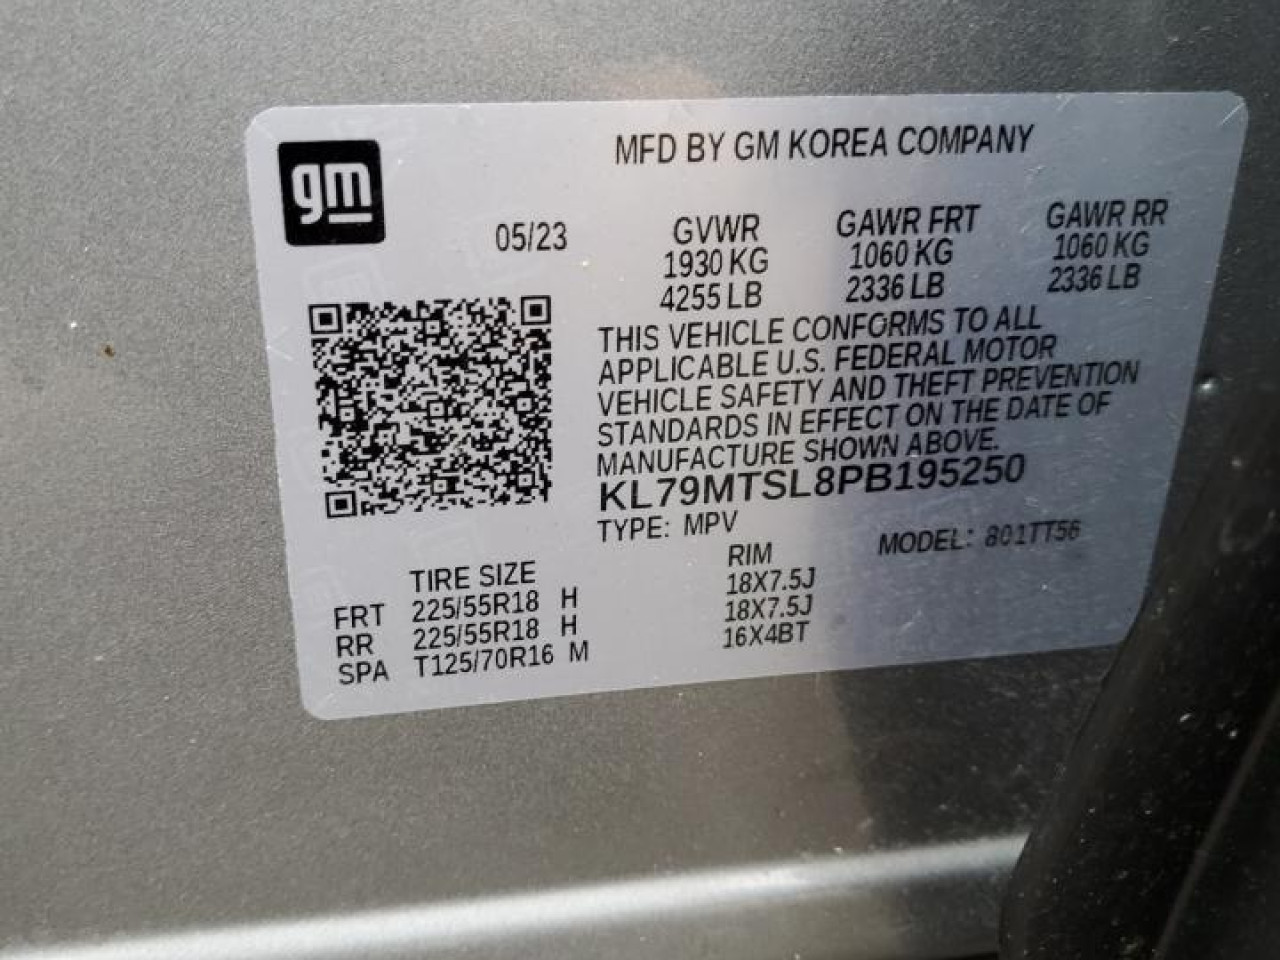 gm
MFD BY GM KOREA COMPANY
05/23
GVWR GAWR FRT GAWR RR
1930 KG 1060 KG 1060 KG
4255 LB 2336 LB 2336 LB
THIS VEHICLE CONFORMS TO ALL
APPLICABLE U.S. FEDERAL MOTOR
VEHICLE SAFETY AND THEFT PREVENTION
STANDARDS IN EFFECT ON THE DATE OF
MANUFACTURE SHOWN ABOVE.
KL79MTSL8PB195250
TYPE: MPV MODEL: 801TT56
TIRE SIZE RIM
FRT 225/55R18 H 18X7.5J
RR 225/55R18 H 18X7.5J
SPA T125/70R16 M 16X4BT